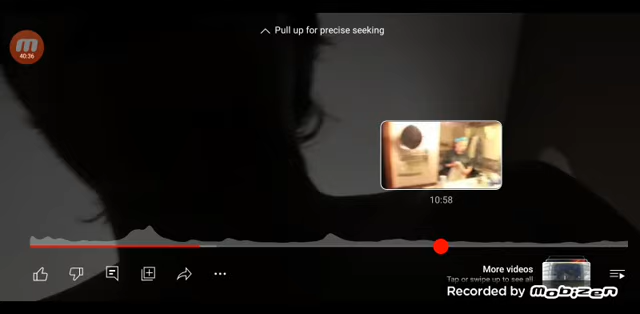 Pull up for precise seeking
40:36
10:58
More videos
Tap or swipe up to see all
Recorded by Mobizen